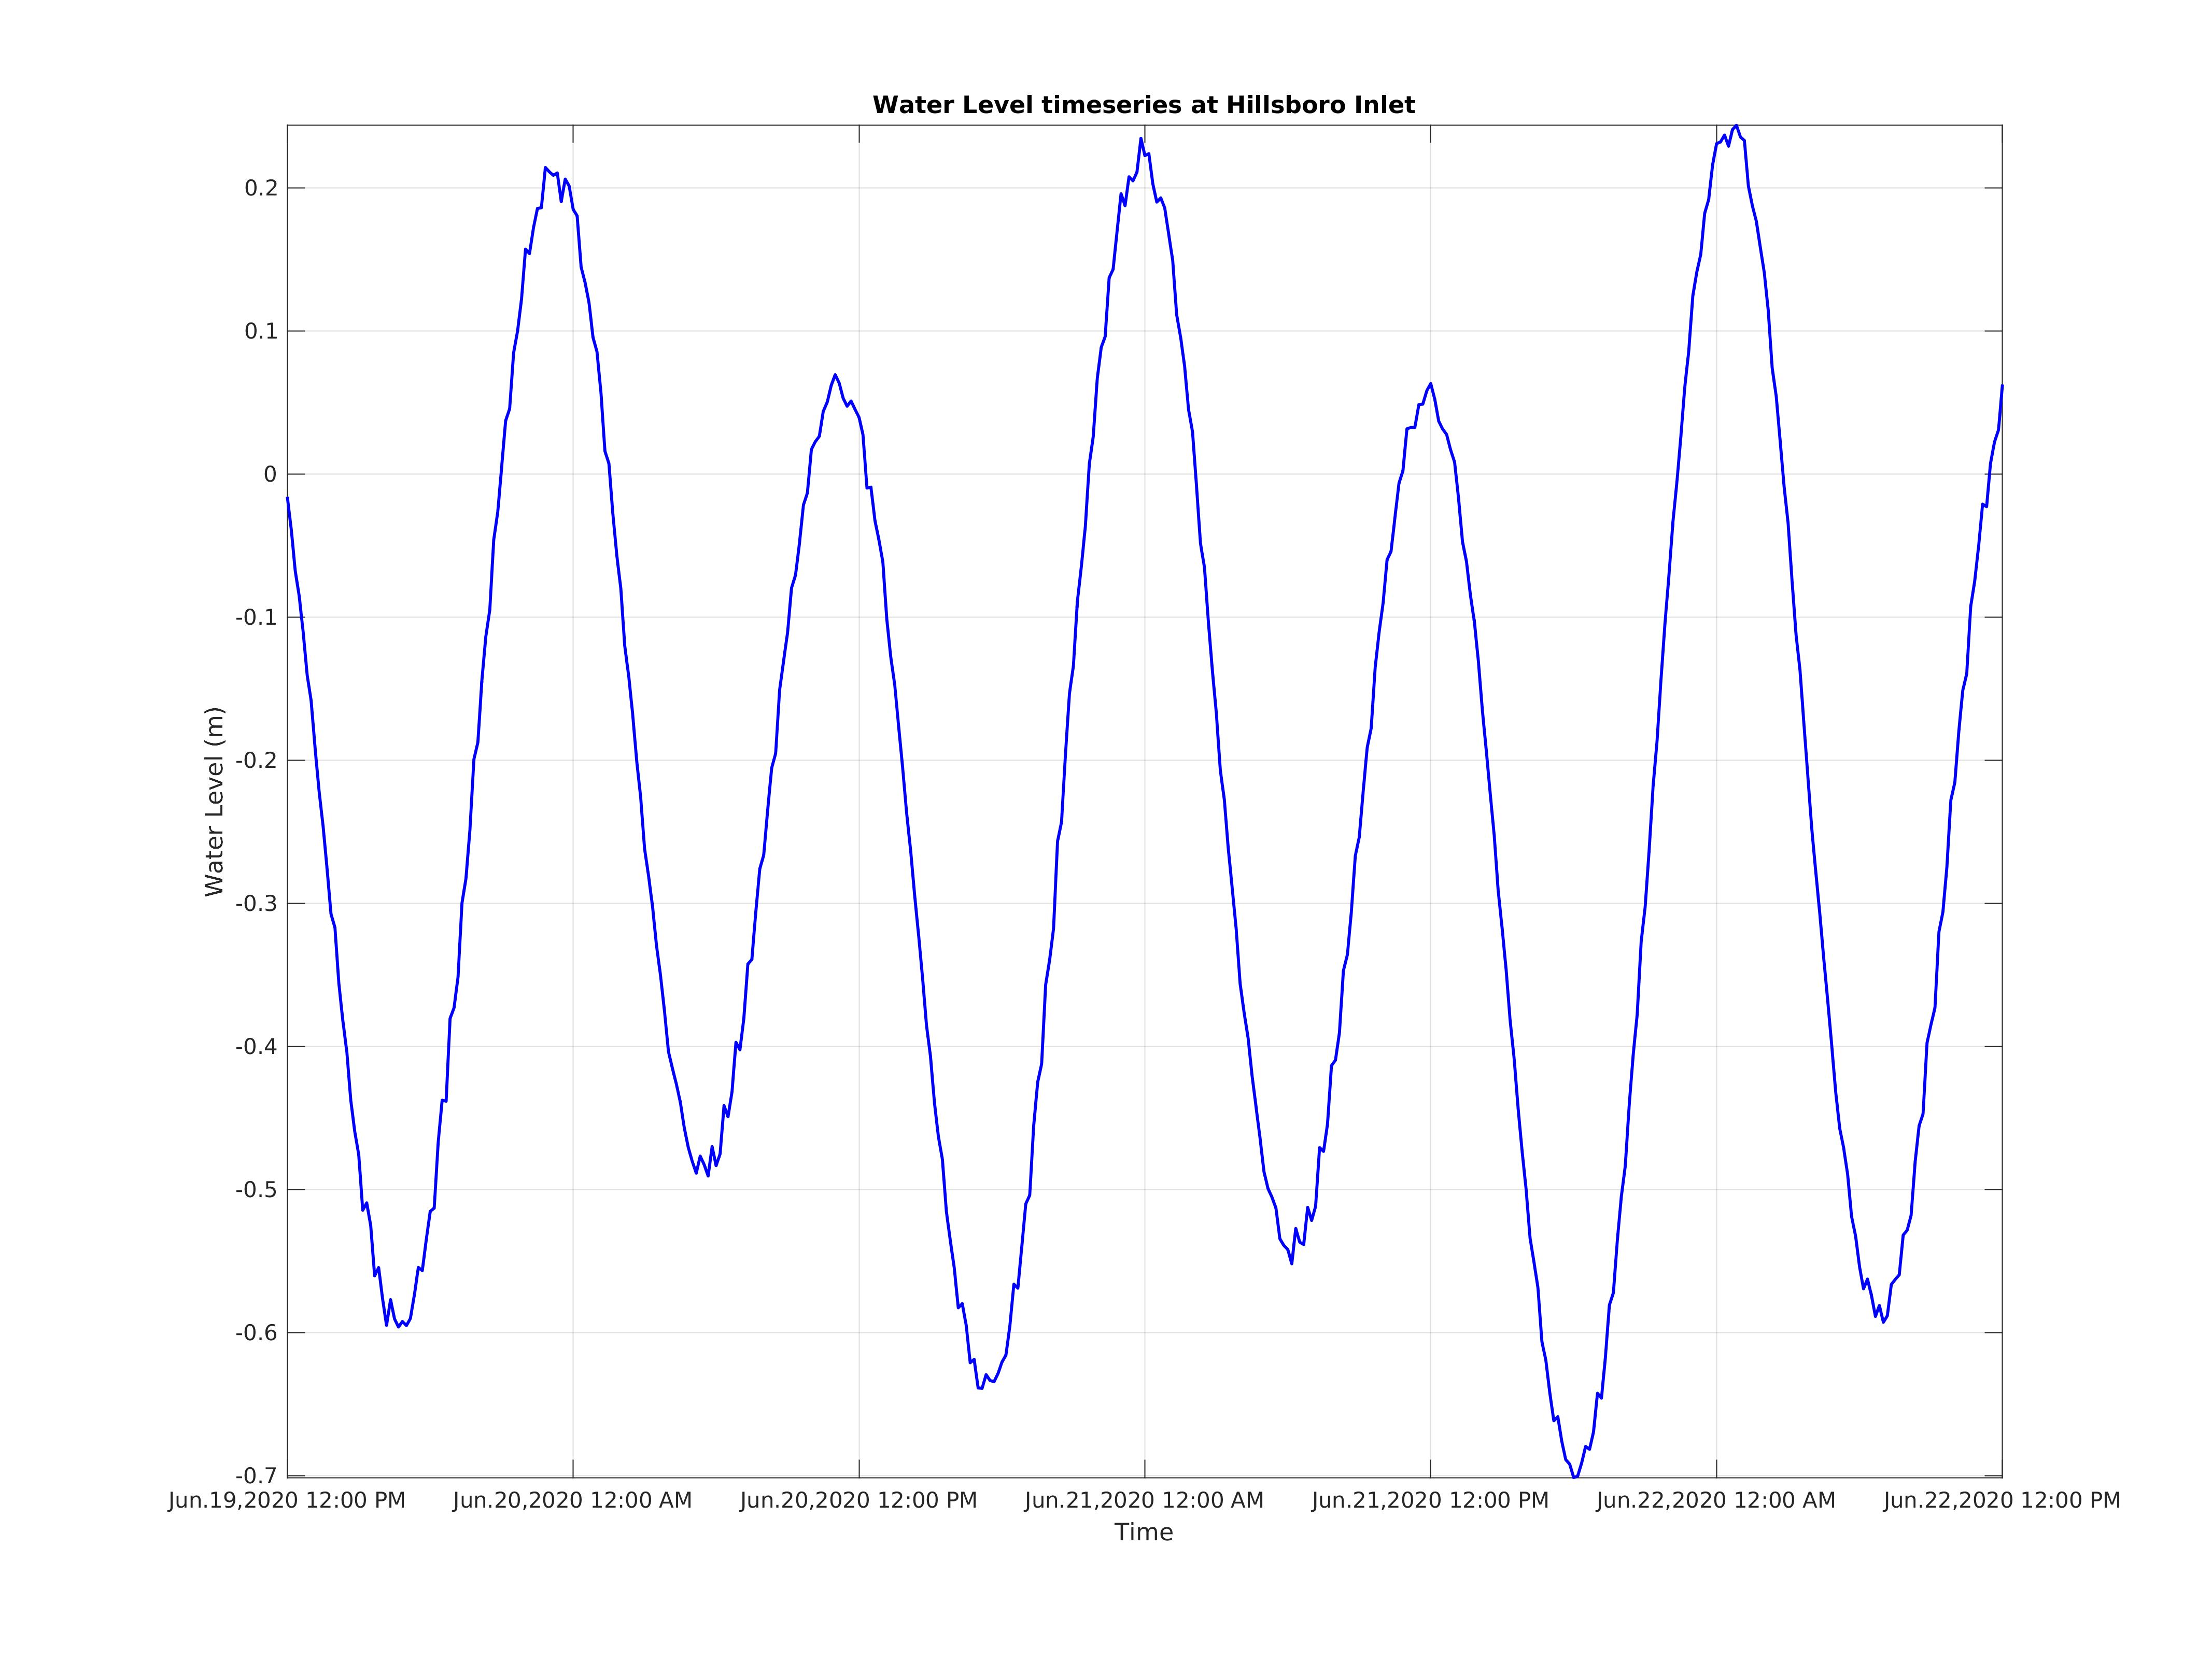 Water Level timeseries at Hillsboro Inlet
0.2
0.1
0
-0.1
-0.2
-0.3
-0.4
-0.5
-0.6
-0.7
Water Level (m)
Jun.19,2020 12:00 PM Jun.20,2020 12:00 AM Jun.20,2020 12:00 PM Jun.21,2020 12:00 AM Jun.21,2020 12:00 PM Jun.22,2020 12:00 AM Jun.22,2020 12:00 PM
Time